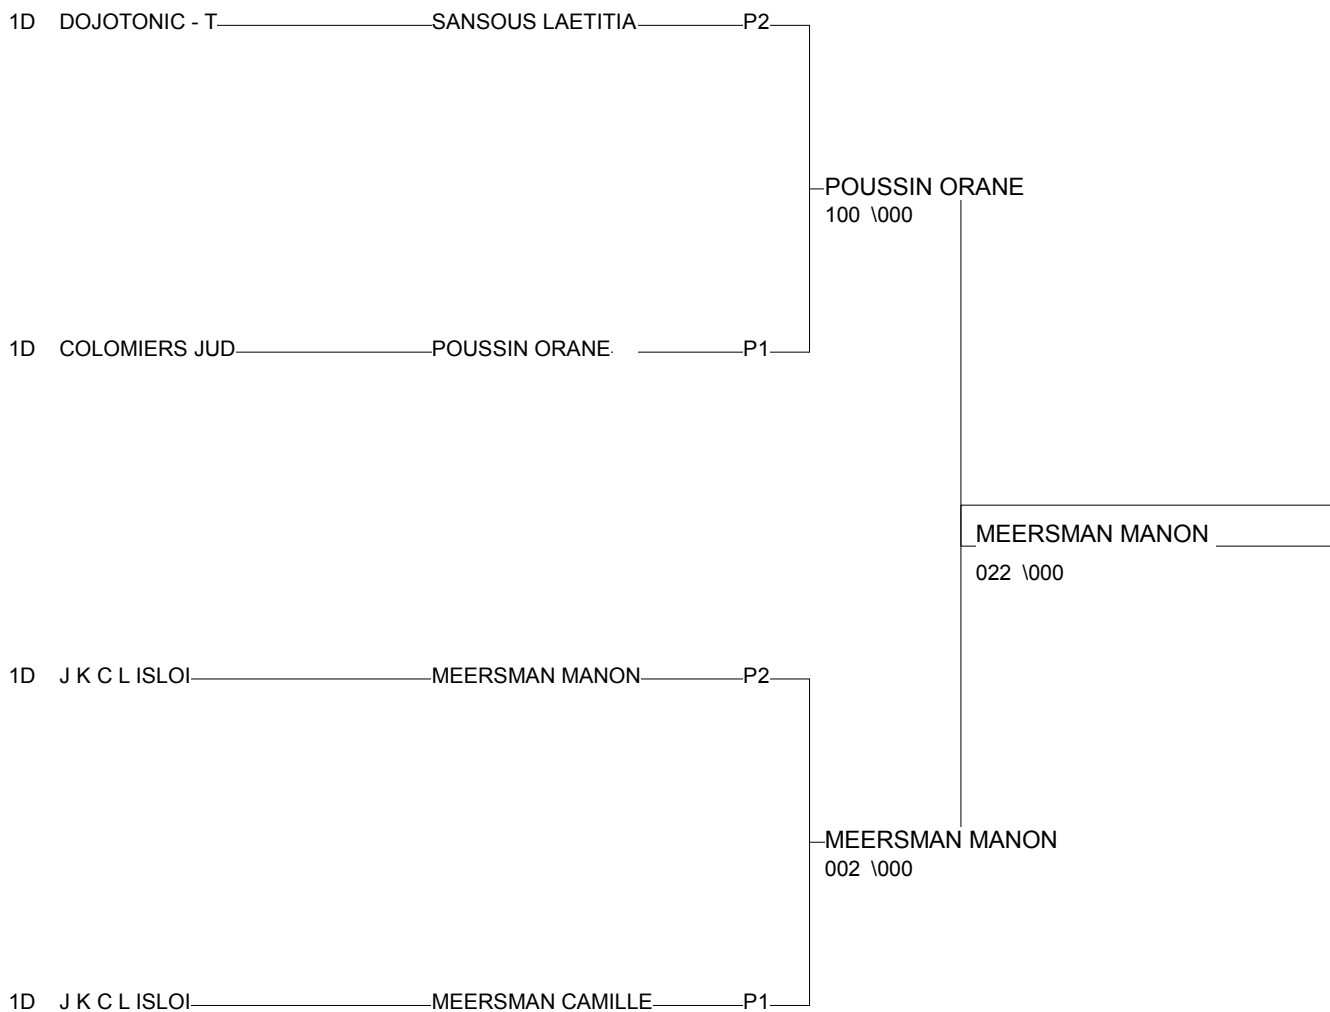 1D DOJOTONIC - T SANSOUS LAETITIA P2
POUSSIN ORANE
100 \000
1D COLOMIERS JUD POUSSIN ORANE P1
MEERSMAN MANON
022 \000
1D J K C L ISLOI MEERSMAN MANON P2
MEERSMAN MANON
002 \000
1D J K C L ISLOI MEERSMAN CAMILLE P1